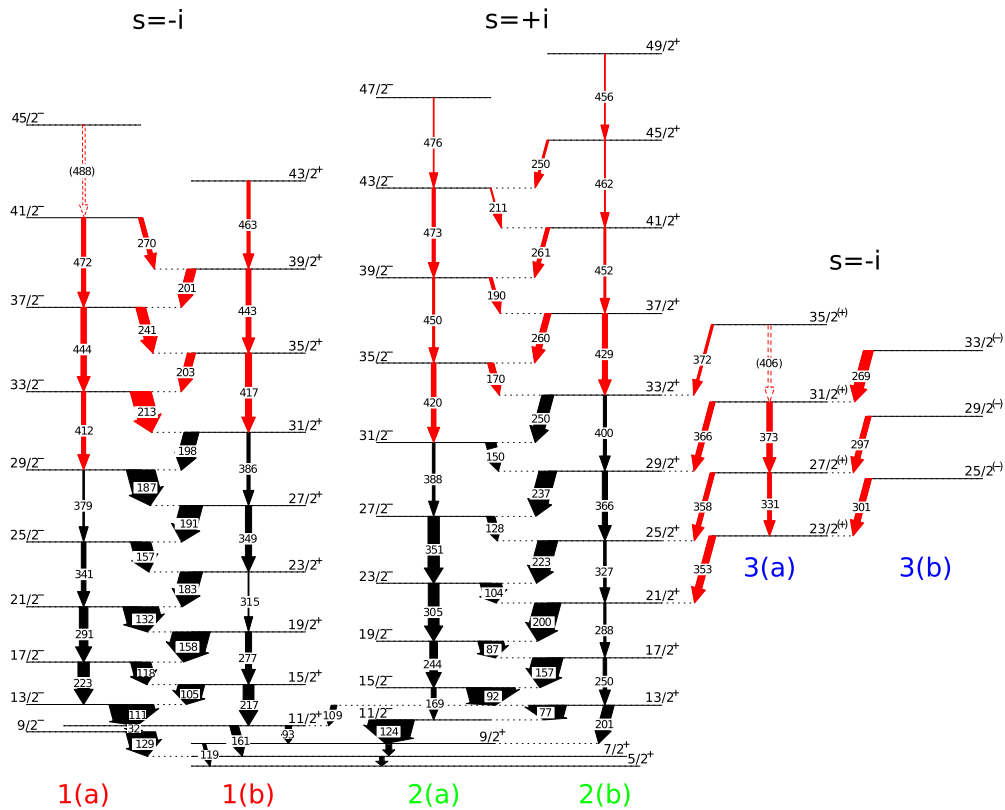 s=-i s=+i
49/2+
47/2−
456
45/2− 45/2+
476
(488) 250
43/2+ 43/2− 462
41/2− 211 41/2+
463
270 261
472 473 452
s=-i
39/2+ 39/2−
201 190
37/2− 443 450 37/2+
35/2(+)
241 260
444 429
35/2+ 35/2− 372 (406) 33/2(−)
203 170 269
33/2− 417 420 33/2+ 31/2(+)
412 213 250
31/2+ 31/2− 400 366 373 29/2(−)
198 150 297
29/2− 386 388 29/2+ 27/2(+) 25/2(−)
379 187 237
27/2+ 27/2− 366 358 331 301
191 128
25/2− 349 351 25/2+ 23/2(+)
157 223
23/2+ 23/2− 327 353 3(a) 3(b)
341 183 104
21/2− 315 305 21/2+
132 200
19/2+ 19/2− 288
291 158 87
17/2− 277 244 17/2+
118 157
223 15/2+ 15/2− 250
105 92
13/2− 217 169 13/2+
111 109 77
9/2− 32 11/2+ 11/2− 201
129 161 93 124 9/2+
119 7/2+
5/2+
1(a) 1(b) 2(a) 2(b)